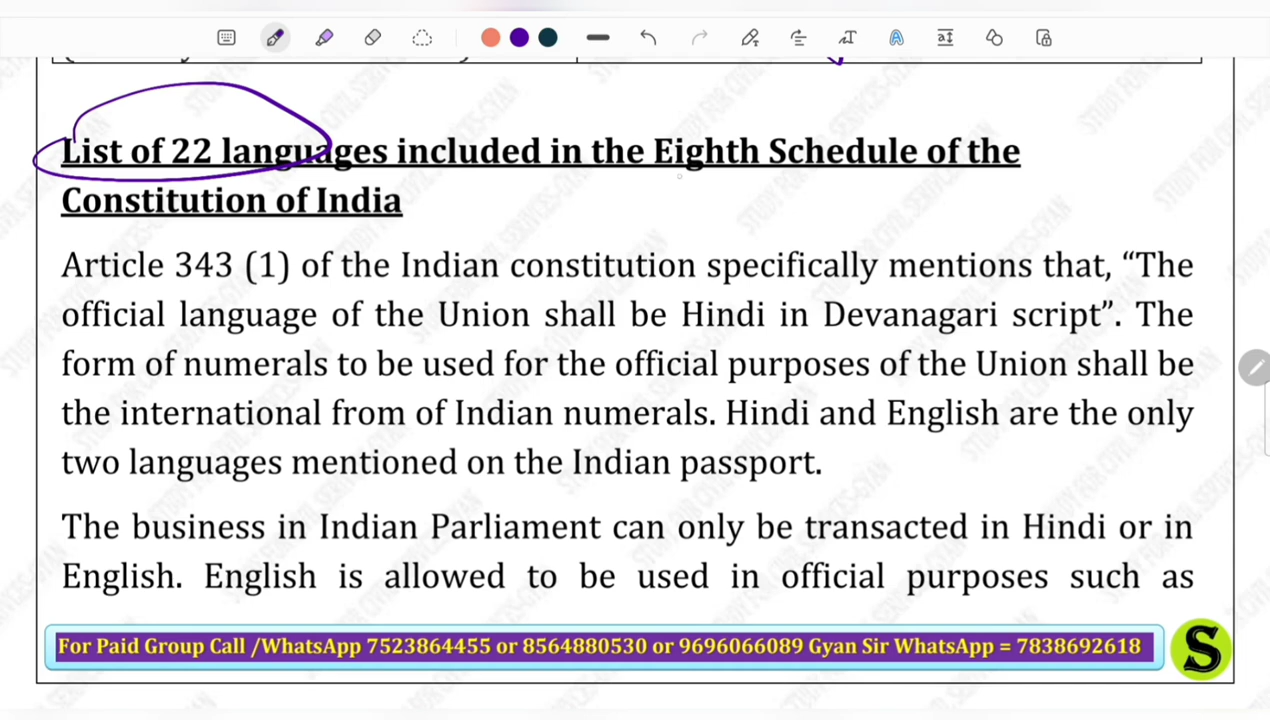 List of 22 languages included in the Eighth Schedule of the
Constitution of India
Article 343 (1) of the Indian constitution specifically mentions that, “The
official language of the Union shall be Hindi in Devanagari script”. The
form of numerals to be used for the official purposes of the Union shall be
the international from of Indian numerals. Hindi and English are the only
two languages mentioned on the Indian passport.
The business in Indian Parliament can only be transacted in Hindi or in
English. English is allowed to be used in official purposes such as
For Paid Group Call /WhatsApp 7523864455 or 8564880530 or 9696066089 Gyan Sir WhatsApp = 7838692618
S
STUDY FOR CIVIL SERVICES-GYAN